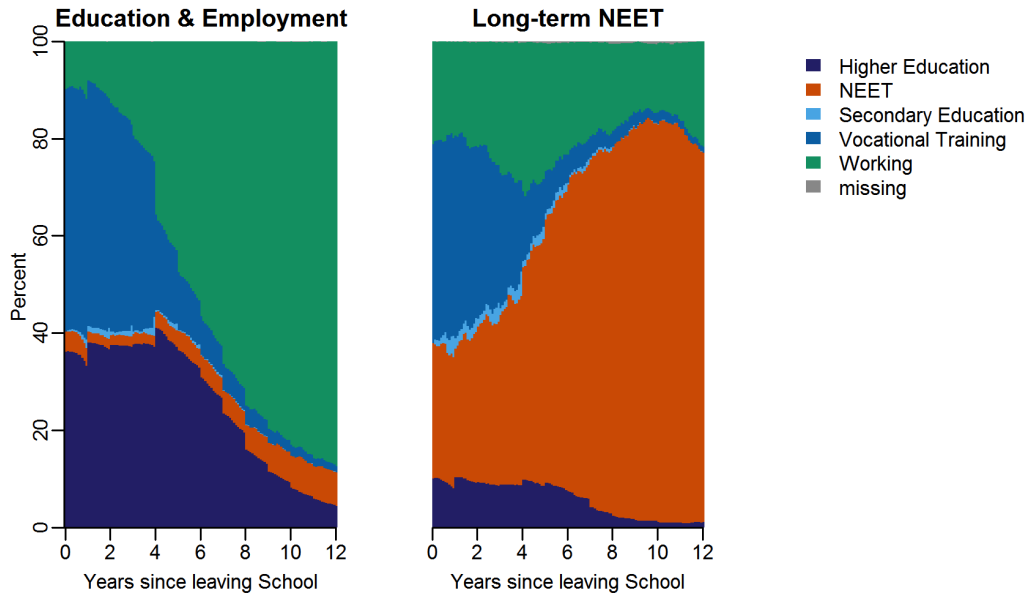 Education & Employment
Long-term NEET
Percent
100
80
60
40
20
0
0 2 4 6 8 10 12
0 2 4 6 8 10 12
Years since leaving School
Years since leaving School
Higher Education
NEET
Secondary Education
Vocational Training
Working
missing